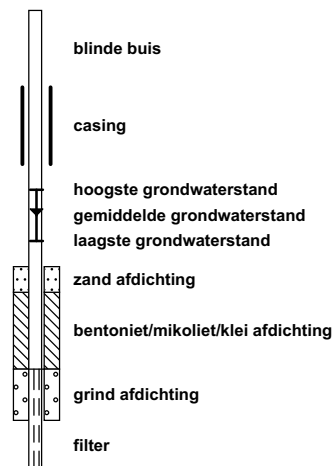 blinde buis
casing
hoogste grondwaterstand
gemiddelde grondwaterstand
laagste grondwaterstand
zand afdichting
bentoniet/mikoliet/klei afdichting
grind afdichting
filter